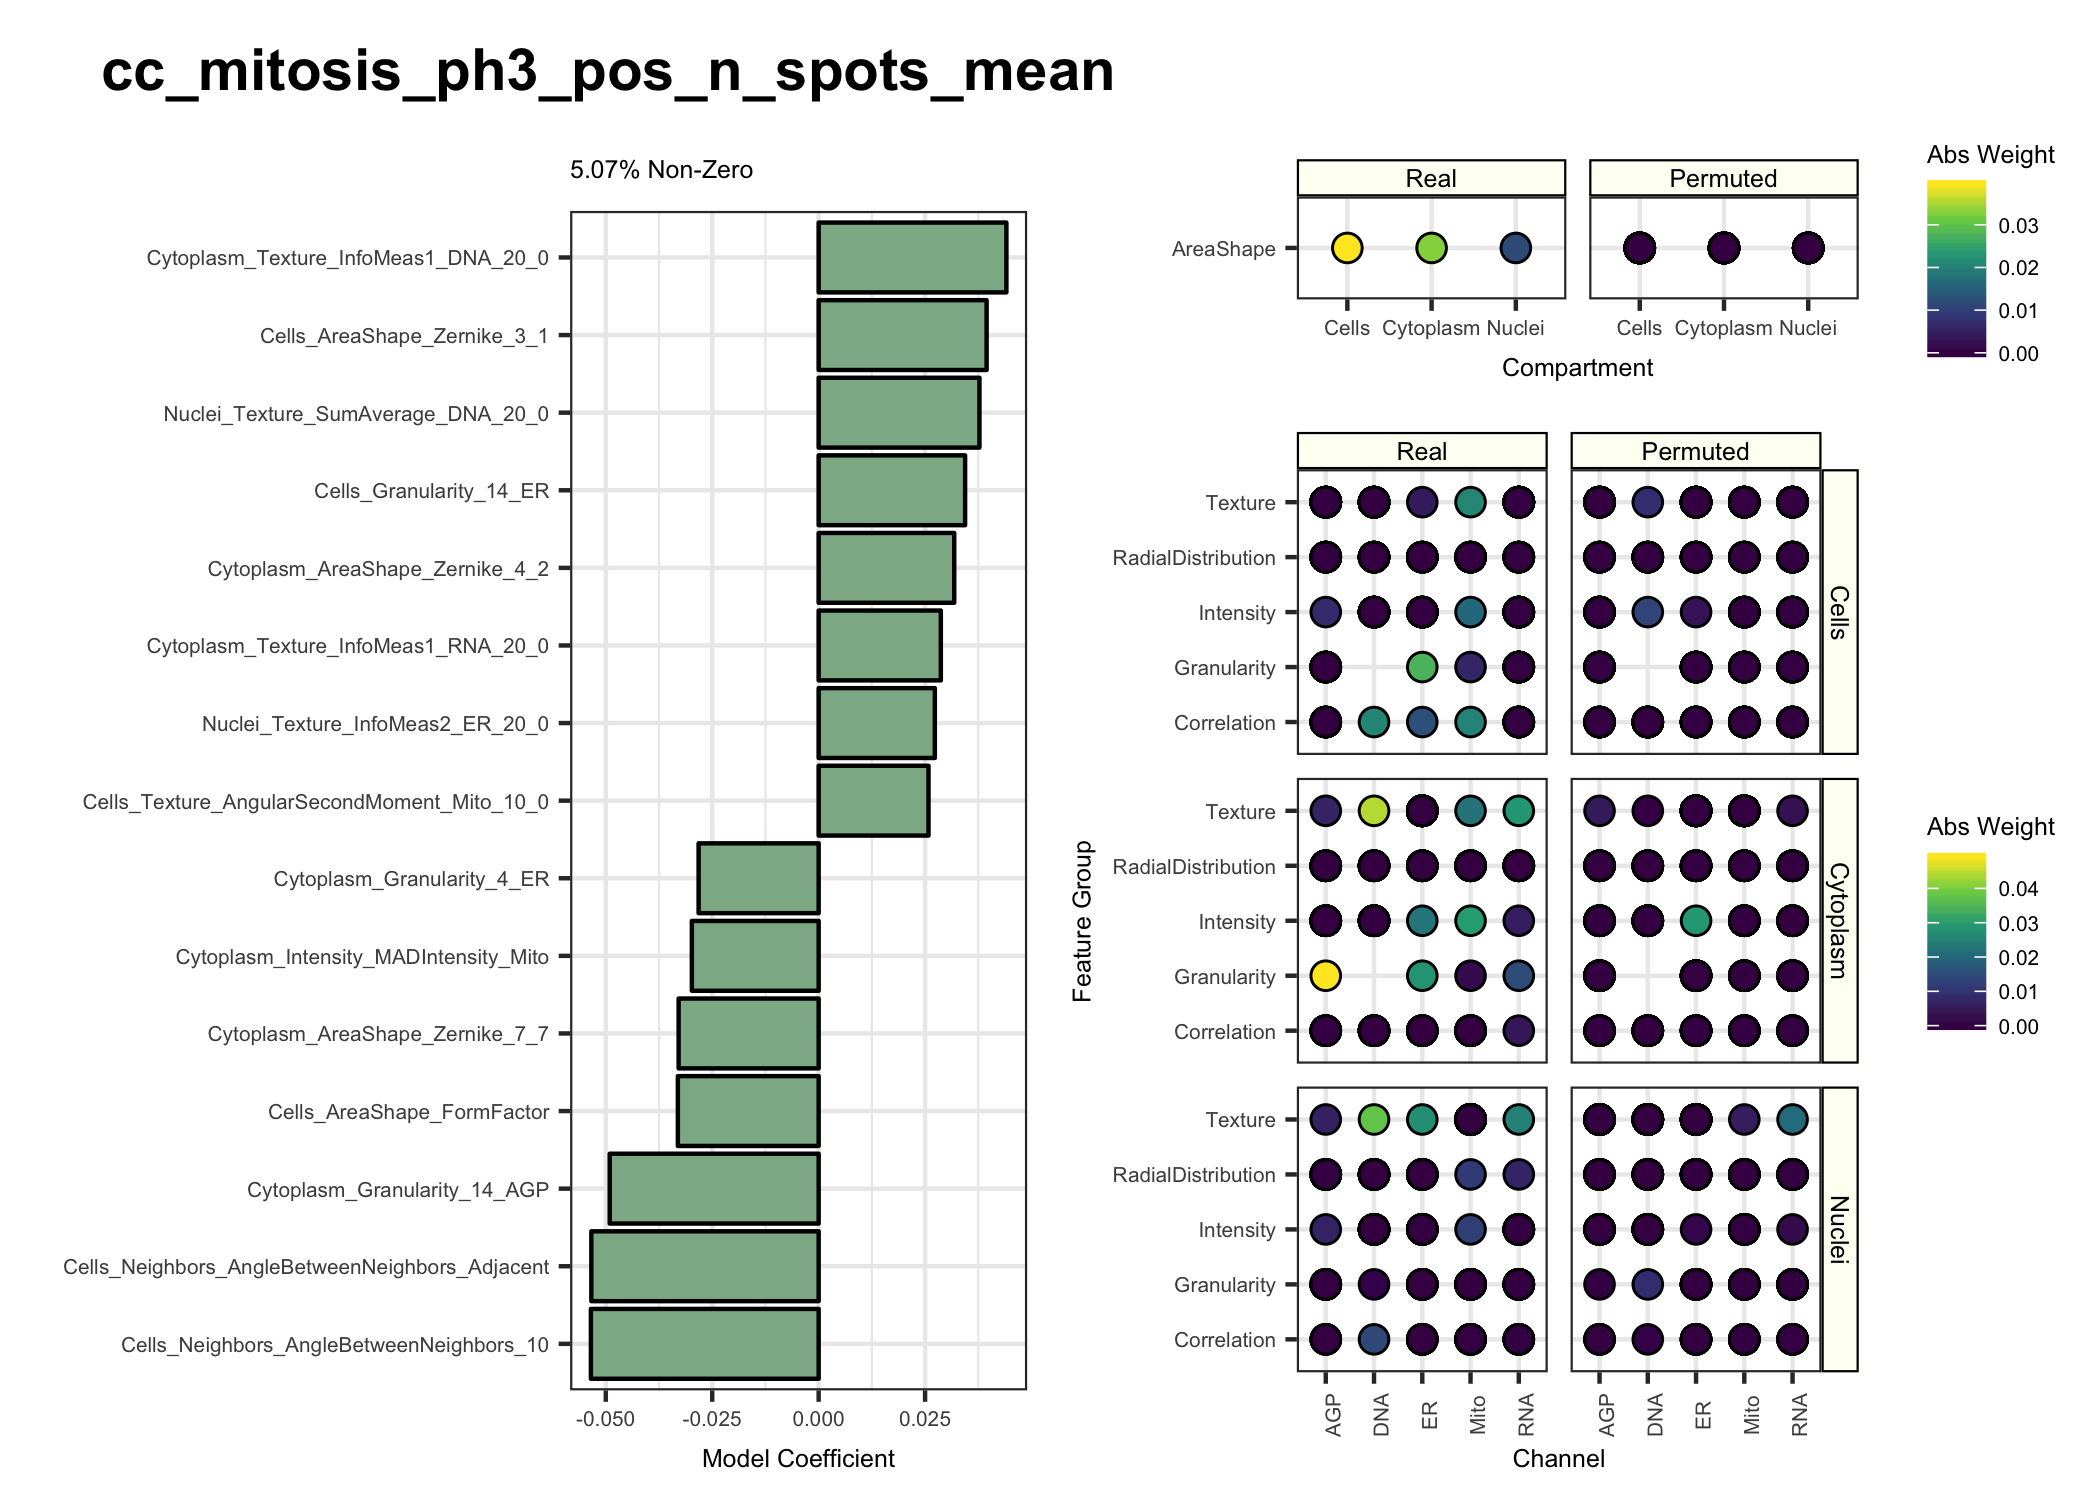 cc_mitosis_ph3_pos_n_spots_mean
5.07% Non-Zero
Cytoplasm_Texture_InfoMeas1_DNA_20_0
Cells_AreaShape_Zernike_3_1
Nuclei_Texture_SumAverage_DNA_20_0
Cells_Granularity_14_ER
Cytoplasm_AreaShape_Zernike_4_2
Cytoplasm_Texture_InfoMeas1_RNA_20_0
Nuclei_Texture_InfoMeas2_ER_20_0
Cells_Texture_AngularSecondMoment_Mito_10_0
Cytoplasm_Granularity_4_ER
Cytoplasm_Intensity_MADIntensity_Mito
Cytoplasm_AreaShape_Zernike_7_7
Cells_AreaShape_FormFactor
Cytoplasm_Granularity_14_AGP
Cells_Neighbors_AngleBetweenNeighbors_Adjacent
Cells_Neighbors_AngleBetweenNeighbors_10
-0.050 -0.025 0.000 0.025
Model Coefficient
Real Permuted
AreaShape
Cells Cytoplasm Nuclei Cells Cytoplasm Nuclei
Compartment
Abs Weight
0.03
0.02
0.01
0.00
Real Permuted
Feature Group
Texture
RadialDistribution
Intensity
Granularity
Correlation
Cells
Texture
RadialDistribution
Intensity
Granularity
Correlation
Cytoplasm
Texture
RadialDistribution
Intensity
Granularity
Correlation
Nuclei
AGP DNA ER Mito RNA AGP DNA ER Mito RNA
Channel
Abs Weight
0.04
0.03
0.02
0.01
0.00